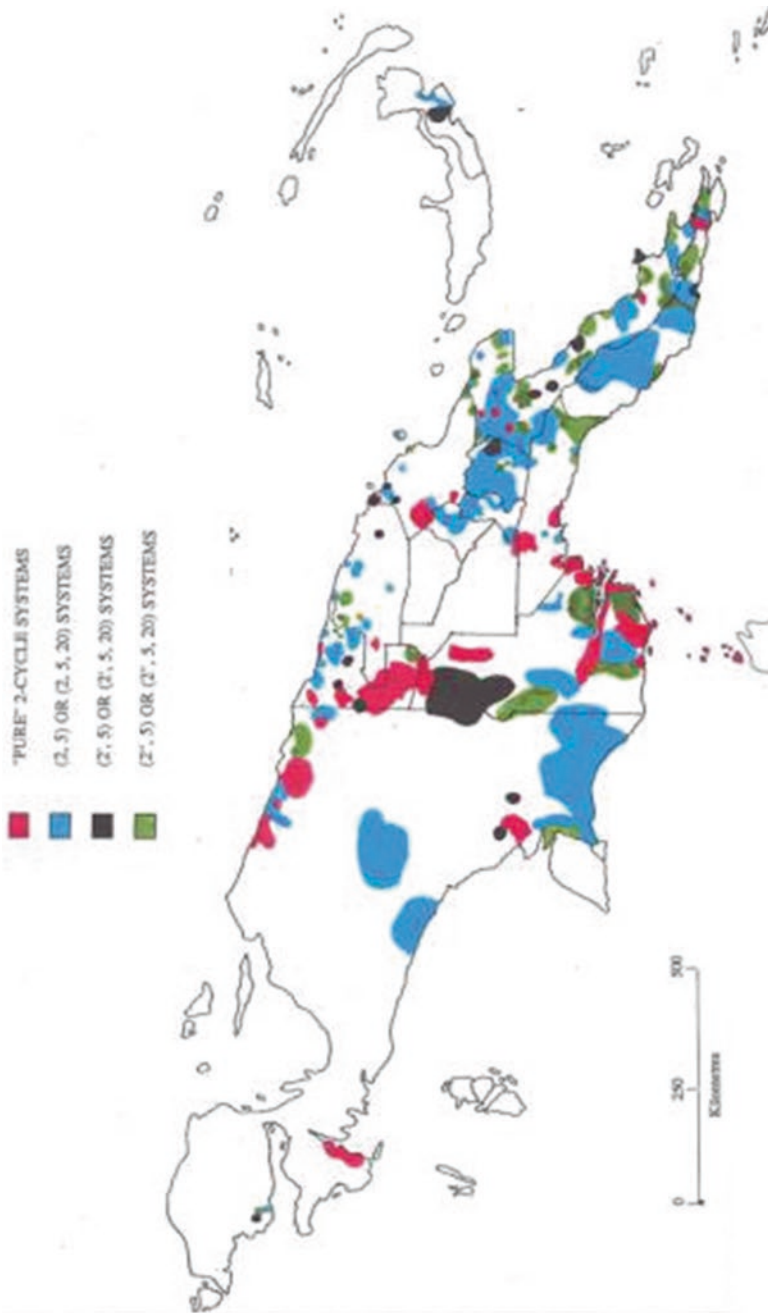 "PURE" 2-CYCLE SYSTEMS
(2, 5) OR (2, 5, 20) SYSTEMS
(2', 5) OR (2', 5, 20) SYSTEMS
(2", 5) OR (2", 5, 20) SYSTEMS
0 250 500
Kilometres